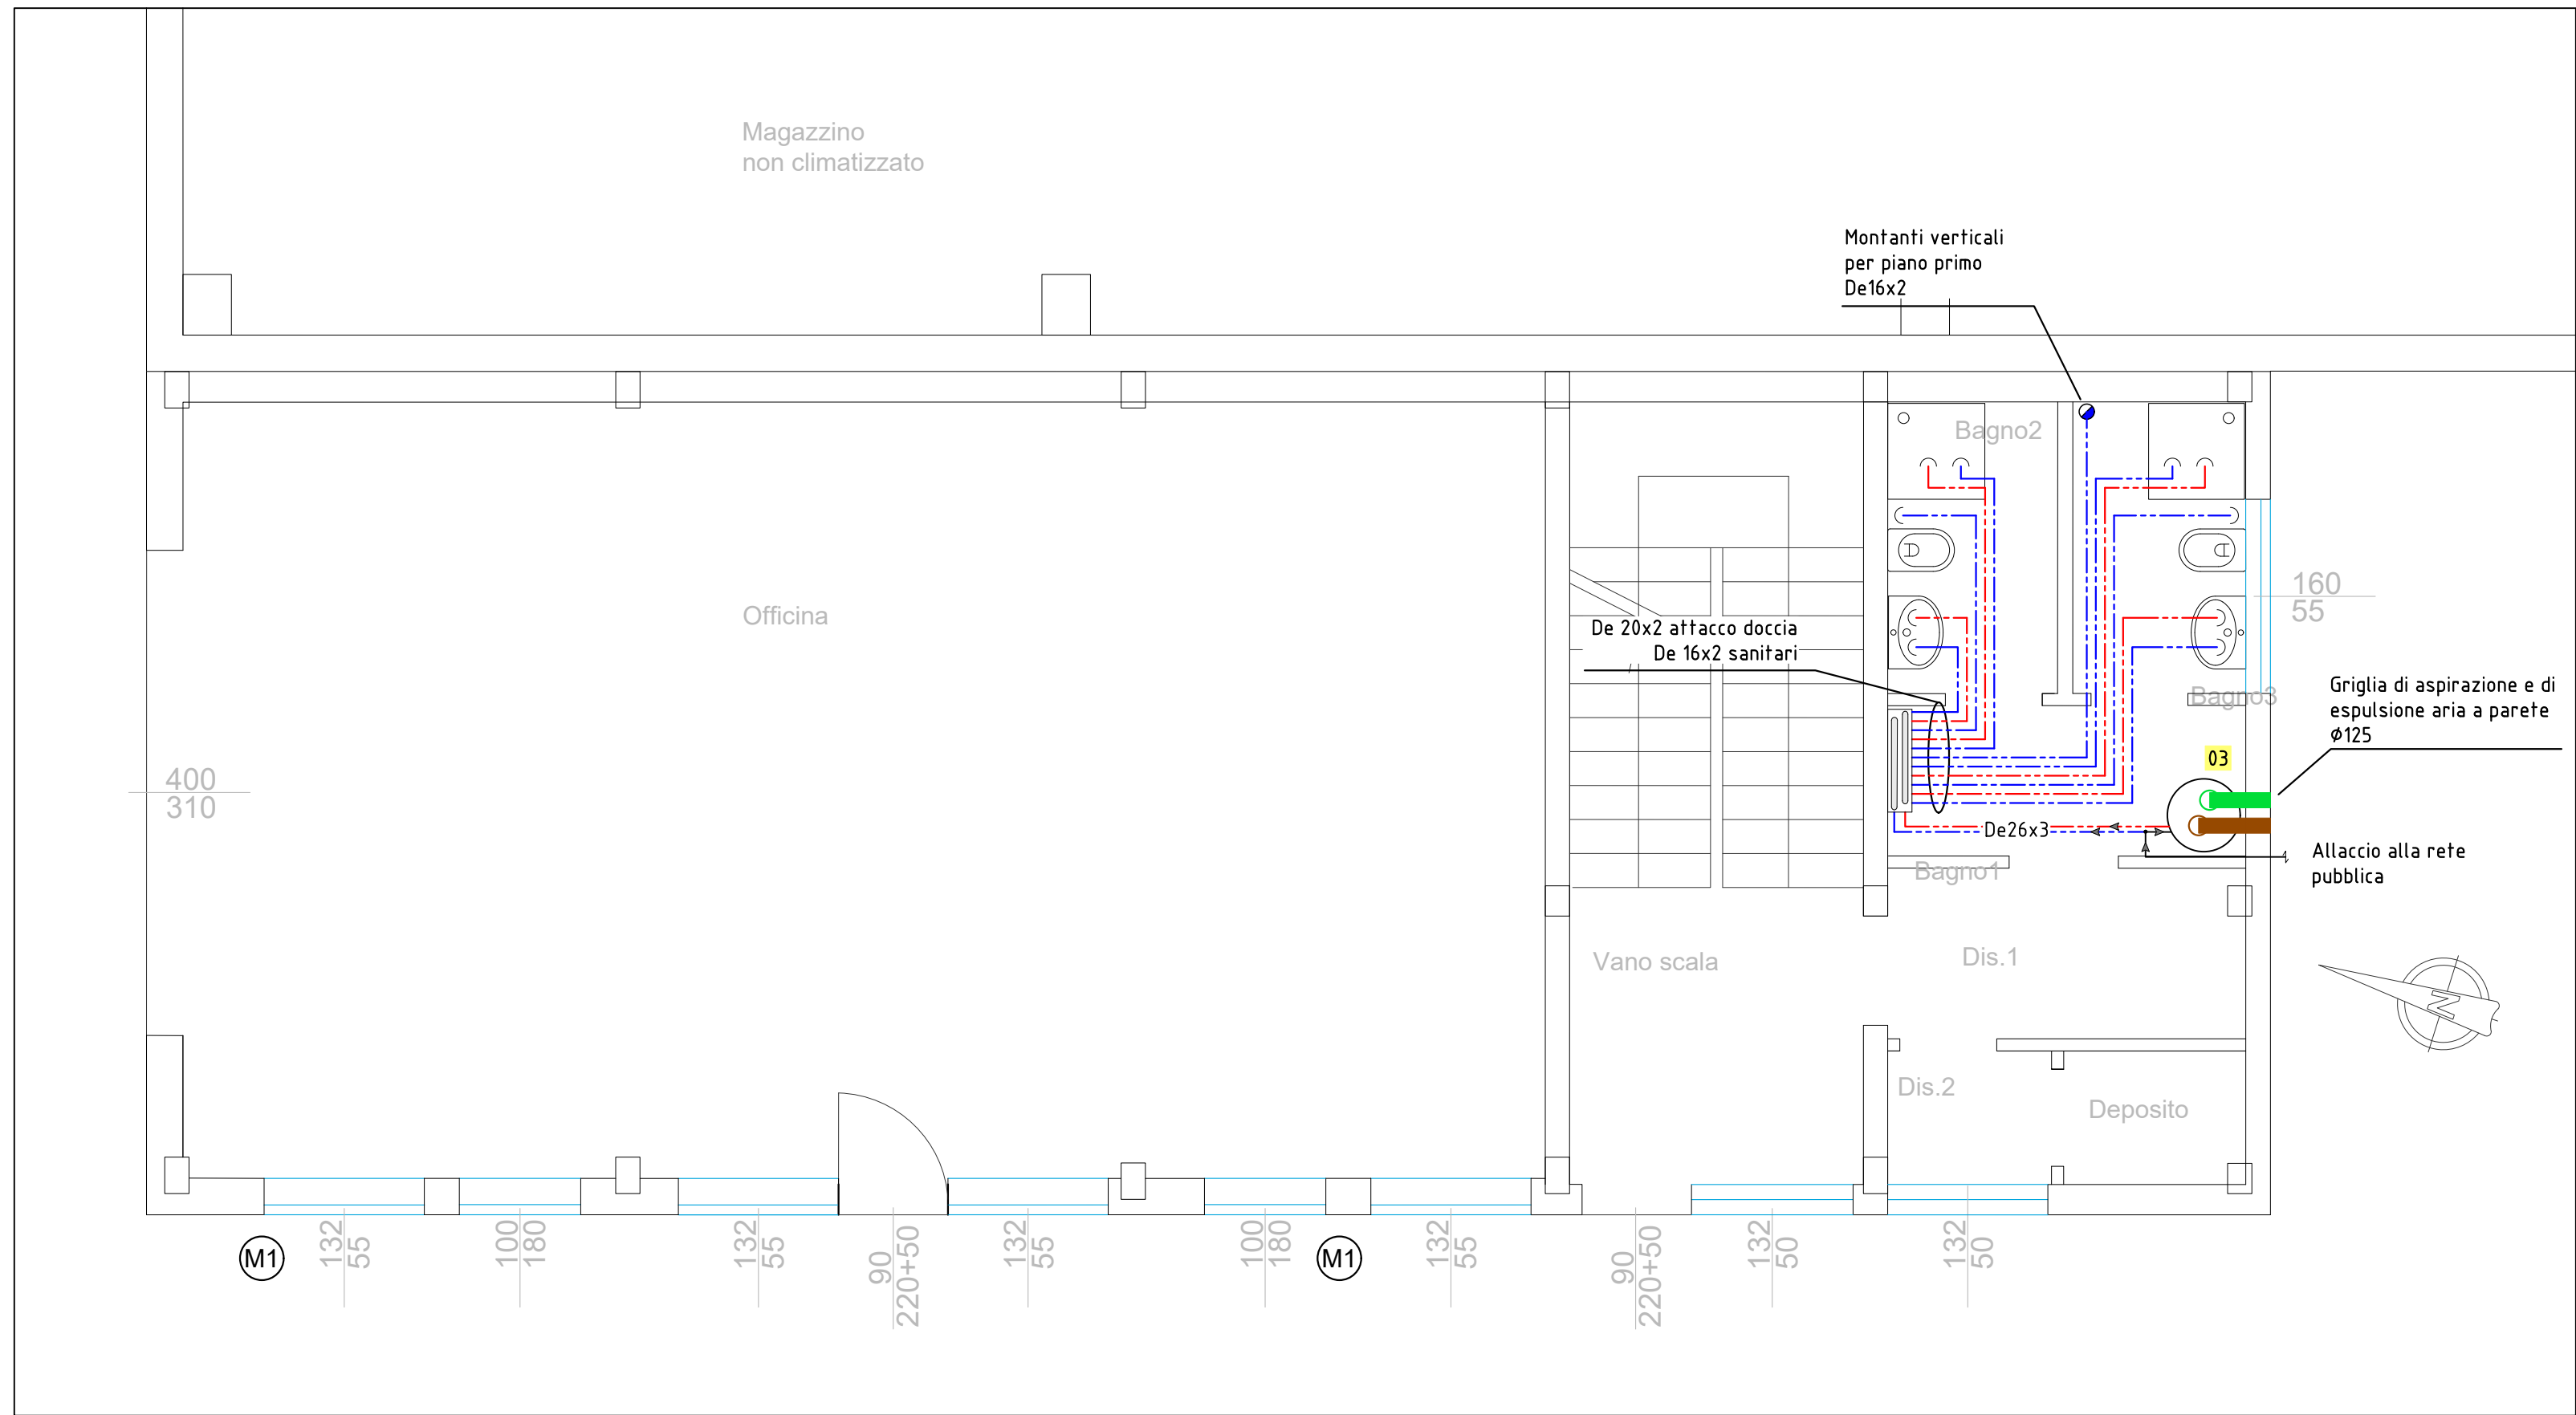 Magazzino
non climatizzato
Montanti verticali
per piano primo
De16x2
Bagno2
Officina
De 20x2 attacco doccia
De 16x2 sanitari
160
55
Bagno3
Griglia di aspirazione e di
espulsione aria a parete
Ø125
03
400
310
De26x3
Allaccio alla rete
pubblica
Bagno1
Vano scala
Dis.1
N
Dis.2
Deposito
M1
132
55
100
180
132
55
90
220+50
132
55
100
180
M1
132
55
90
220+50
132
50
132
50